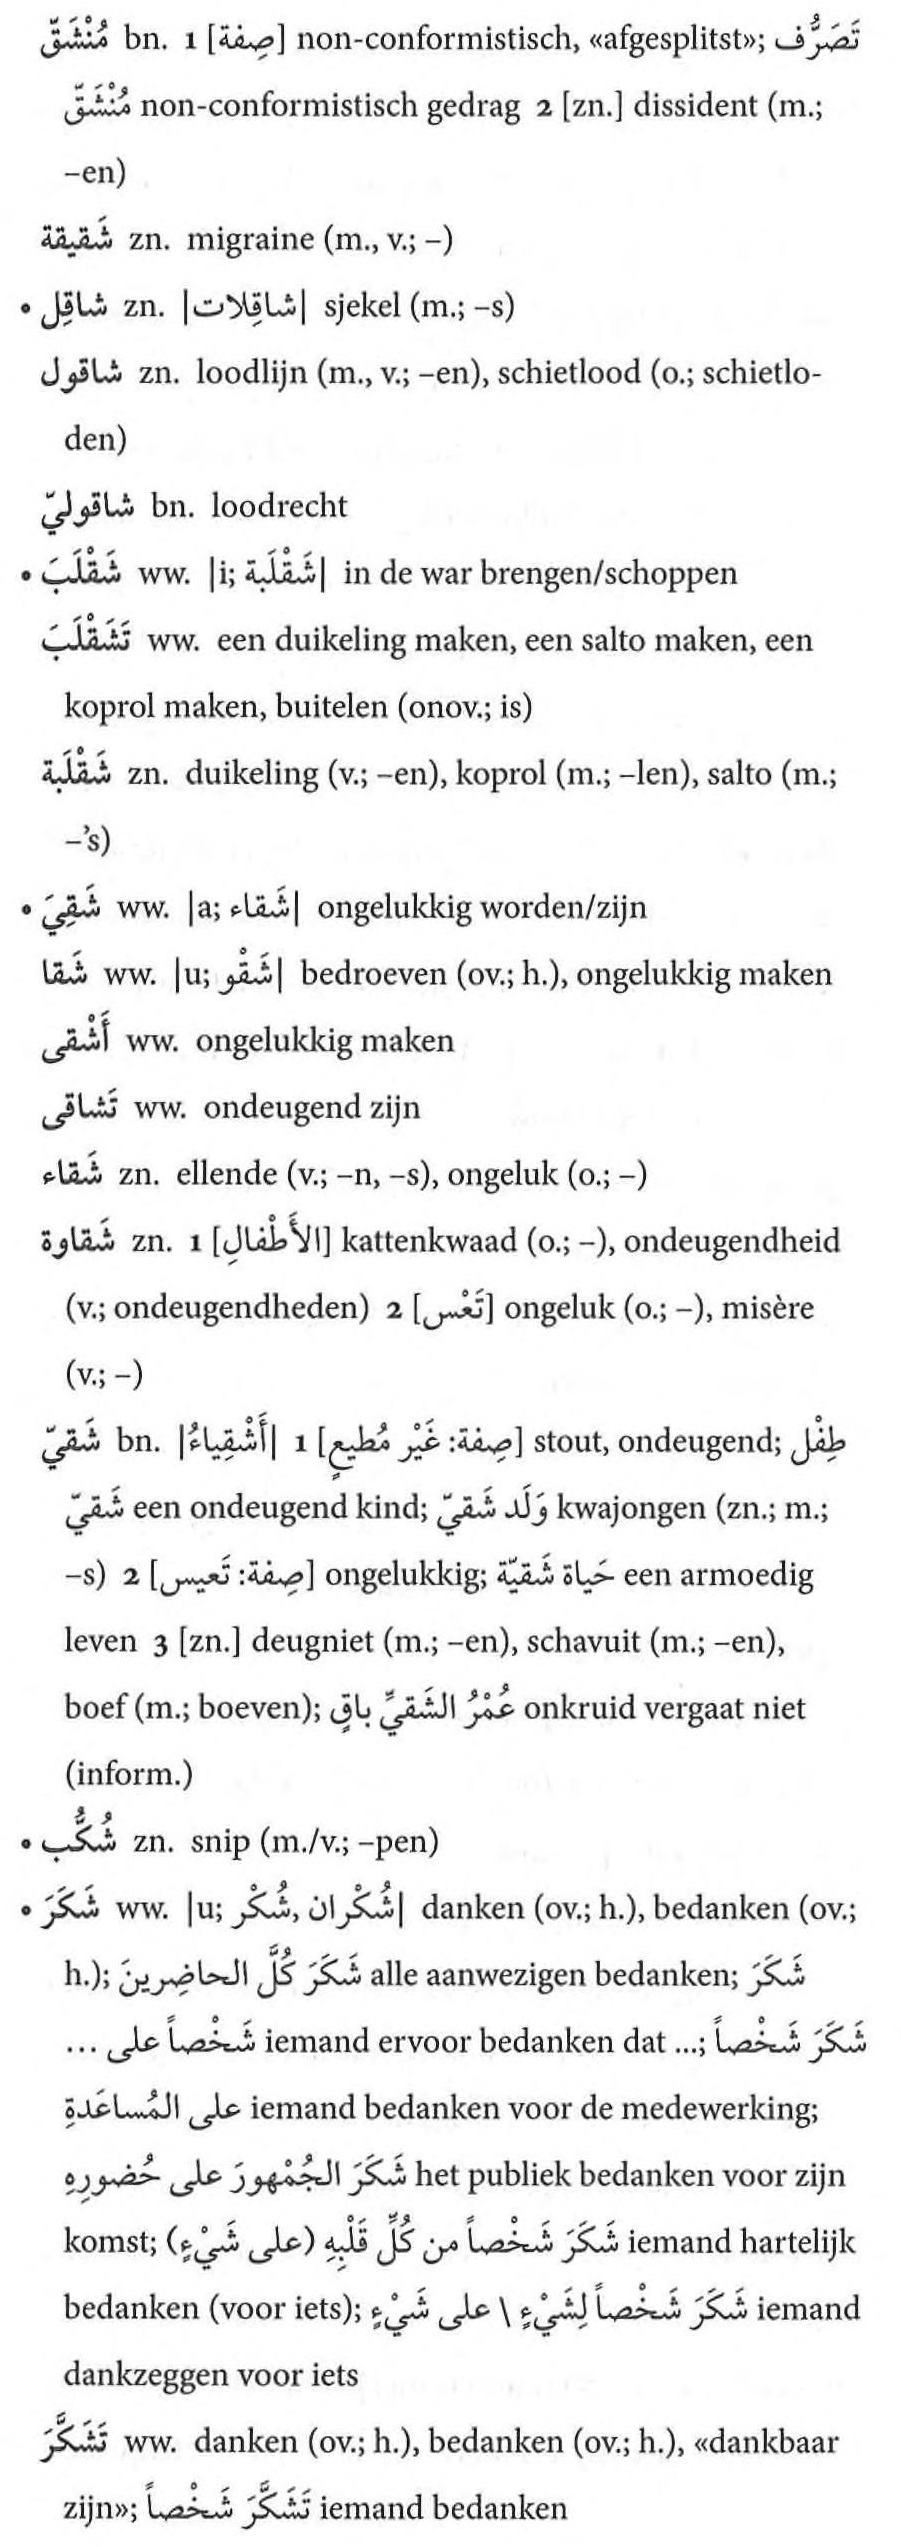 مُنْشَقّ bn. 1 [صِفة] non-conformistisch, «afgesplitst»; تَصَرُّف
مُنْشَقّ non-conformistisch gedrag 2 [zn.] dissident (m.;
–en)
شَقيقة zn. migraine (m., v.; –)
• شاقِل zn. |شاقِلات| sjekel (m.; –s)
شاقول zn. loodlijn (m., v.; –en), schietlood (o.; schietlo-
den)
شاقوليّ bn. loodrecht
• شَقْلَبَ ww. |i; شَقْلَبة| in de war brengen/schoppen
تَشَقْلَبَ ww. een duikeling maken, een salto maken, een
koprol maken, buitelen (onov.; is)
شَقْلَبة zn. duikeling (v.; –en), koprol (m.; –len), salto (m.;
–’s)
• شَقِيَ ww. |a; شَقاء| ongelukkig worden/zijn
شَقا ww. |u; شَقْو| bedroeven (ov.; h.), ongelukkig maken
أَشْقى ww. ongelukkig maken
تَشاقى ww. ondeugend zijn
شَقاء zn. ellende (v.; –n, –s), ongeluk (o.; –)
شَقاوة zn. 1 [الأَطْفالِ] kattenkwaad (o.; –), ondeugendheid
(v.; ondeugendheden) 2 [تَعْس] ongeluk (o.; –), misère
(v.; –)
شَقيّ bn. |أَشْقِياءُ| 1 [صِفة: غَيْر مُطيعٍ] stout, ondeugend; طِفْل
شَقيّ een ondeugend kind; وَلَد شَقيّ kwajongen (zn.; m.;
–s) 2 [صِفة: تَعيس] ongelukkig; حَياة شَقيّة een armoedig
leven 3 [zn.] deugniet (m.; –en), schavuit (m.; –en),
boef (m.; boeven); عُمْرُ الشَقيِّ باقٍ onkruid vergaat niet
(inform.)
• شُكُّب zn. snip (m./v.; –pen)
• شَكَرَ ww. |u; شُكْر, شُكْران| danken (ov.; h.), bedanken (ov.;
h.); شَكَرَ كُلَّ الحاضِرينَ alle aanwezigen bedanken; شَكَرَ
شَخْصاً على ... iemand ervoor bedanken dat ...; شَكَرَ شَخْصاً
على المُساعَدةِ iemand bedanken voor de medewerking;
شَكَرَ الجُمْهورَ على حُضورِهِ het publiek bedanken voor zijn
komst; شَكَرَ شَخْصاً من كُلِّ قَلْبِهِ (على شَيْءٍ) iemand hartelijk
bedanken (voor iets); شَكَرَ شَخْصاً لِشَيْءٍ \ على شَيْءٍ iemand
dankzeggen voor iets
تَشَكَّرَ ww. danken (ov.; h.), bedanken (ov.; h.), «dankbaar
zijn»; تَشَكَّرَ شَخْصاً iemand bedanken